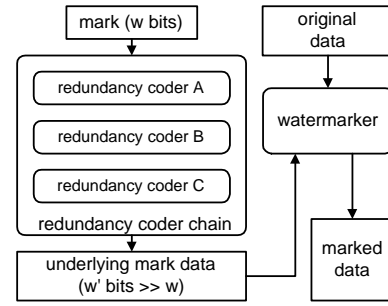 mark (w bits)
redundancy coder A
redundancy coder B
redundancy coder C
redundancy coder chain
underlying mark data
(w' bits >> w)
original
data
watermarker
marked
data